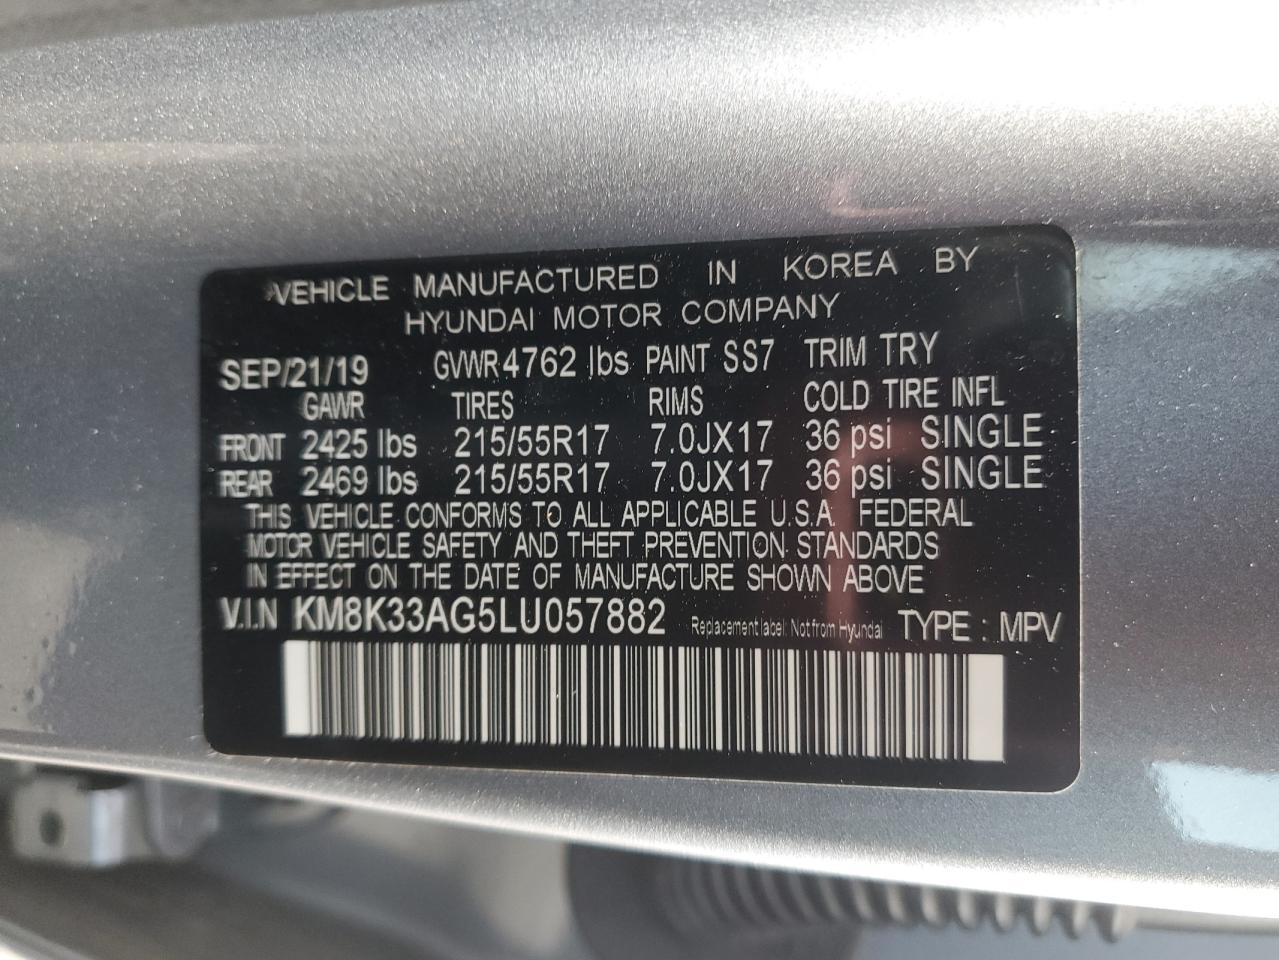 VEHICLE MANUFACTURED IN KOREA BY
HYUNDAI MOTOR COMPANY
SEP/21/19 GVWR 4762 lbs PAINT SS7 TRIM TRY
GAWR TIRES RIMS COLD TIRE INFL
FRONT 2425 lbs 215/55R17 7.0JX17 36 psi SINGLE
REAR 2469 lbs 215/55R17 7.0JX17 36 psi SINGLE
THIS VEHICLE CONFORMS TO ALL APPLICABLE U.S.A. FEDERAL
MOTOR VEHICLE SAFETY AND THEFT PREVENTION STANDARDS
IN EFFECT ON THE DATE OF MANUFACTURE SHOWN ABOVE
V.I.N KM8K33AG5LU057882 Replacement label: Not from Hyundai TYPE : MPV